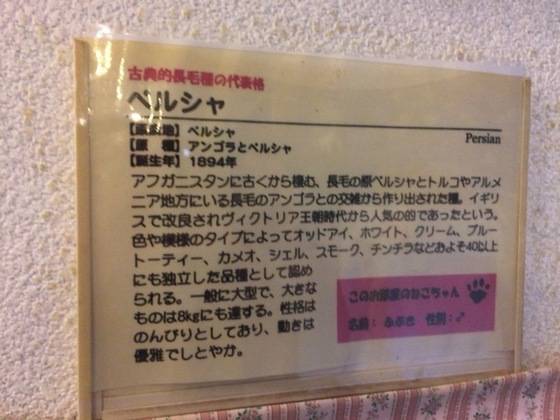 古典的長毛種の代表格
ペルシャ
Persian
【原産地】 ペルシャ
【原　種】 アンゴラとペルシャ
【誕生年】 1894年
アフガニスタンに古くから棲む、長毛の原ペルシャとトルコやアルメ
ニア地方にいる長毛のアンゴラとの交雑から作り出された種。イギリ
スで改良されヴィクトリア王朝時代から人気の的であったという。
色や模様のタイプによってオッドアイ、ホワイト、クリーム、ブルー
トーティー、カメオ、シェル、スモーク、チンチラなどおよそ40以上
にも独立した品種として認め
られる。一般に大型で、大きな
ものは8kgにも達する。性格は
のんびりとしており、動きは
優雅でしとやか。
このお部屋のねこちゃん
名前： ふぶき　性別：♂